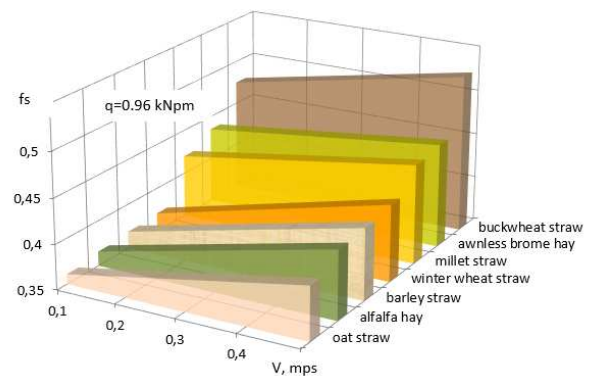 fs
q=0.96 kNpm
0,5
0,45
0,4
0,35
0,1
0,2
0,3
0,4
V, mps
buckwheat straw
awnless brome hay
millet straw
winter wheat straw
barley straw
alfalfa hay
oat straw